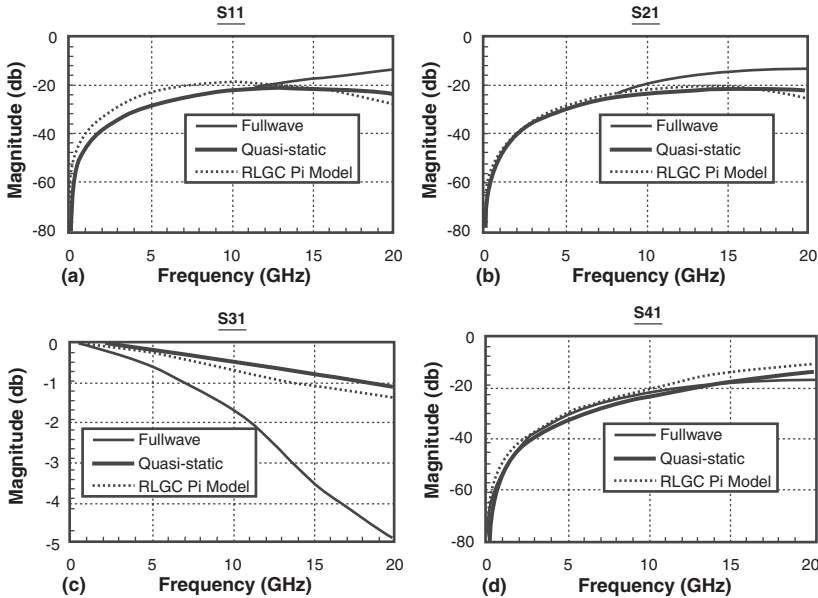 S11
0
-20
-40
-60
-80
Magnitude (db)
Fullwave
Quasi-static
RLGC Pi Model
0 5 10 15 20
(a) Frequency (GHz)
S21
0
-20
-40
-60
-80
Magnitude (db)
Fullwave
Quasi-static
RLGC Pi Model
0 5 10 15 20
(b) Frequency (GHz)
S31
0
-1
-2
-3
-4
-5
Magnitude (db)
Fullwave
Quasi-static
RLGC Pi Model
0 5 10 15 20
(c) Frequency (GHz)
S41
0
-20
-40
-60
-80
Magnitude (db)
Fullwave
Quasi-static
RLGC Pi Model
0 5 10 15 20
(d) Frequency (GHz)